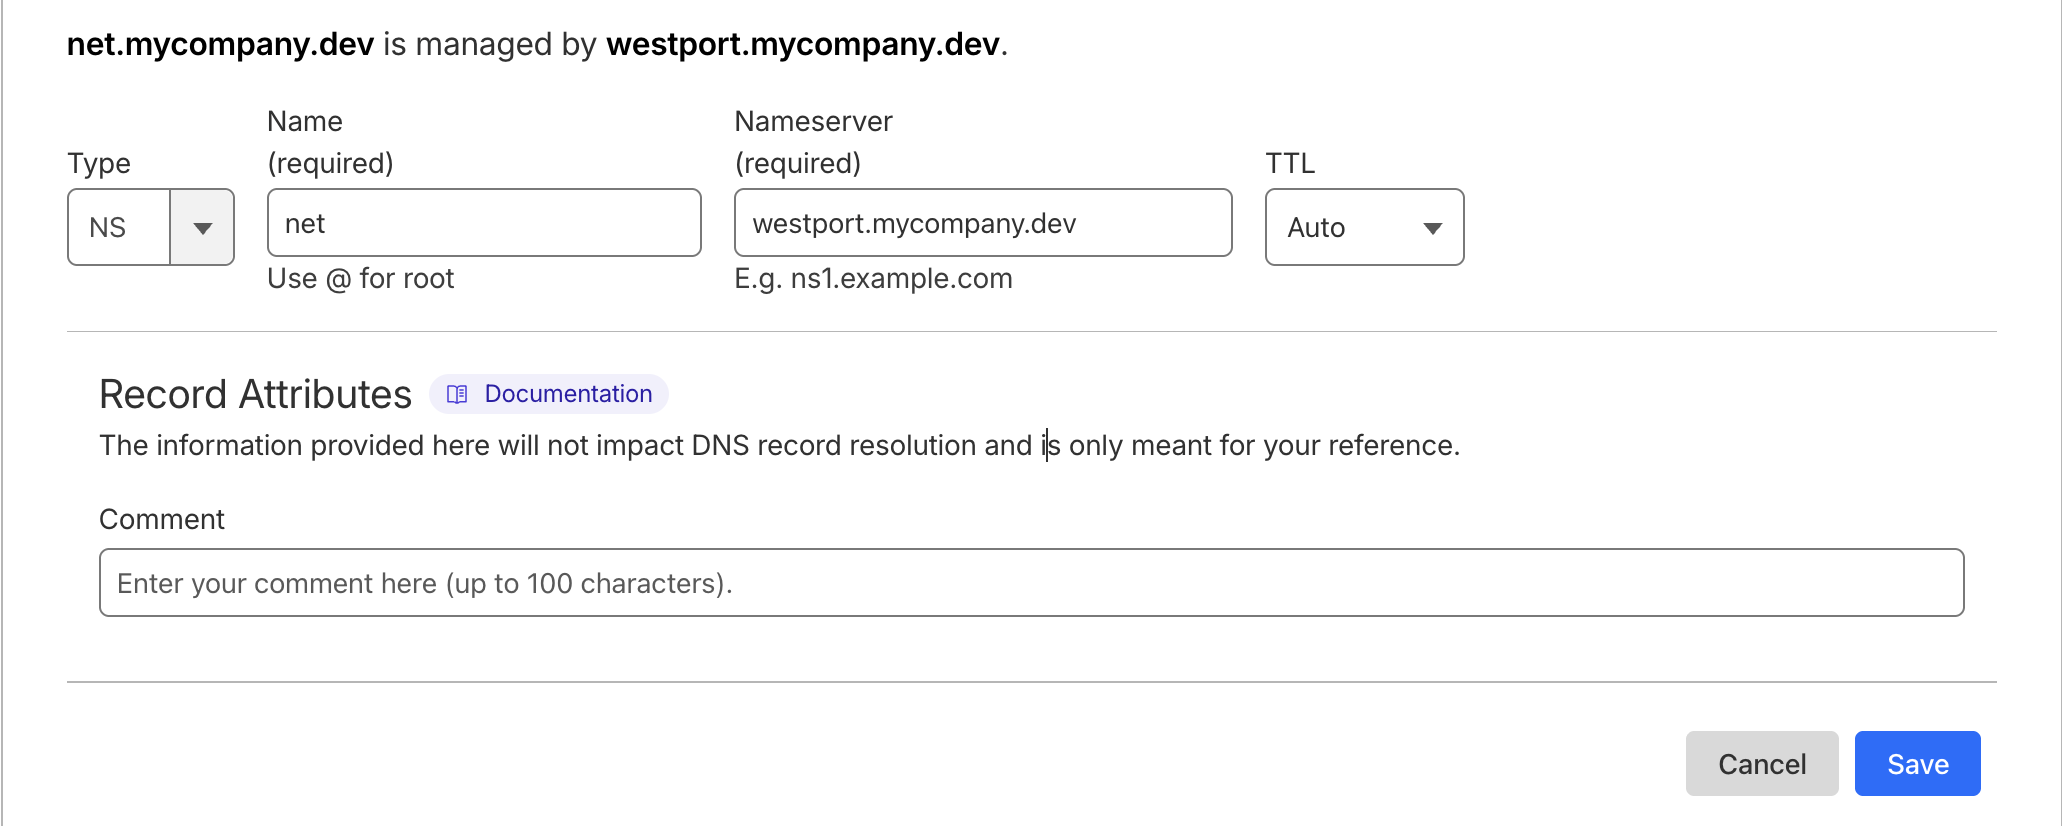 net.mycompany.dev is managed by westport.mycompany.dev.
Type
NS
Name
(required)
net
Use @ for root
Nameserver
(required)
westport.mycompany.dev
E.g. ns1.example.com
TTL
Auto
Record Attributes Documentation
The information provided here will not impact DNS record resolution and is only meant for your reference.
Comment
Enter your comment here (up to 100 characters).
Cancel Save